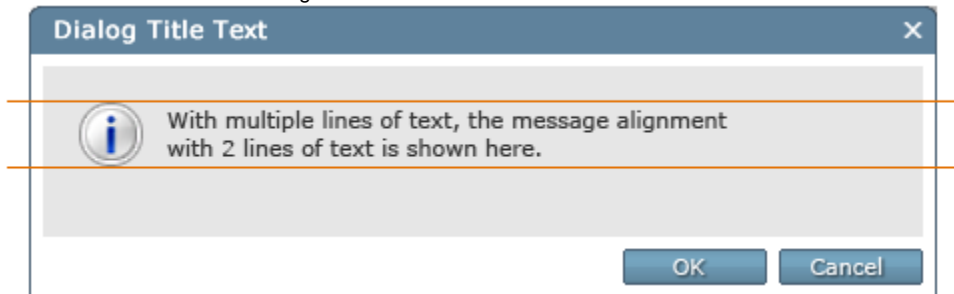 Dialog Title Text
With multiple lines of text, the message alignment
with 2 lines of text is shown here.
OK
Cancel